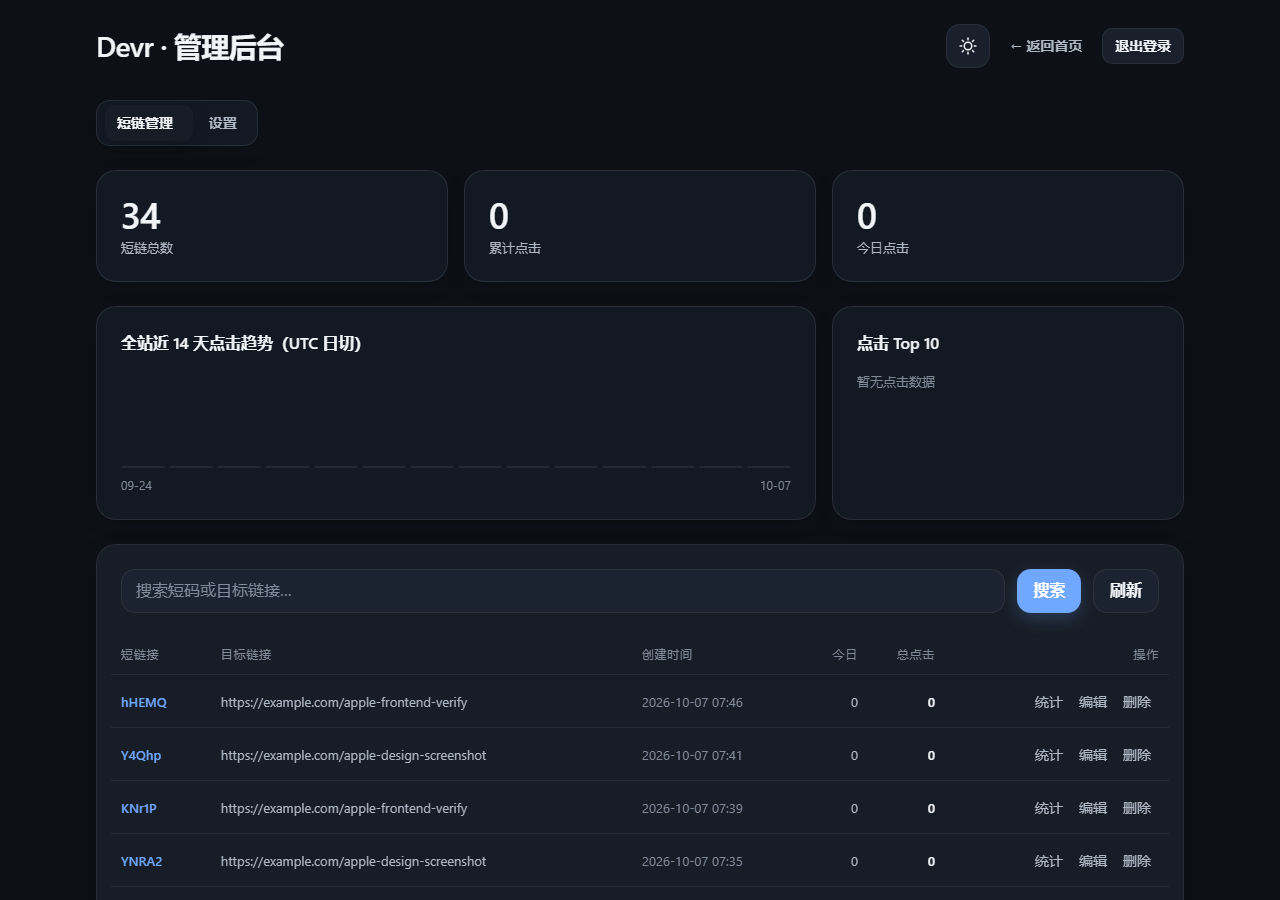 Devr · 管理后台
← 返回首页 退出登录
短链管理 设置
34
短链总数
0
累计点击
0
今日点击
全站近 14 天点击趋势（UTC 日切）
09-24 10-07
点击 Top 10
暂无点击数据
搜索短码或目标链接... 搜索 刷新
短链接 目标链接 创建时间 今日 总点击 操作
hHEMQ https://example.com/apple-frontend-verify 2026-10-07 07:46 0 0 统计 编辑 删除
Y4Qhp https://example.com/apple-design-screenshot 2026-10-07 07:41 0 0 统计 编辑 删除
KNr1P https://example.com/apple-frontend-verify 2026-10-07 07:39 0 0 统计 编辑 删除
YNRA2 https://example.com/apple-design-screenshot 2026-10-07 07:35 0 0 统计 编辑 删除